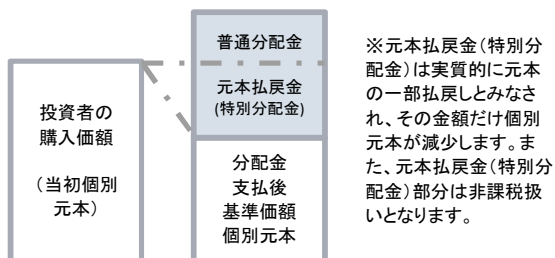 投資者の
購入価額
（当初個別
元本）
普通分配金
元本払戻金
(特別分配金)
分配金
支払後
基準価額
個別元本
※元本払戻金（特別分
配金）は実質的に元本
の一部払戻しとみなさ
れ、その金額だけ個別
元本が減少します。ま
た、元本払戻金（特別分
配金）部分は非課税扱
いとなります。